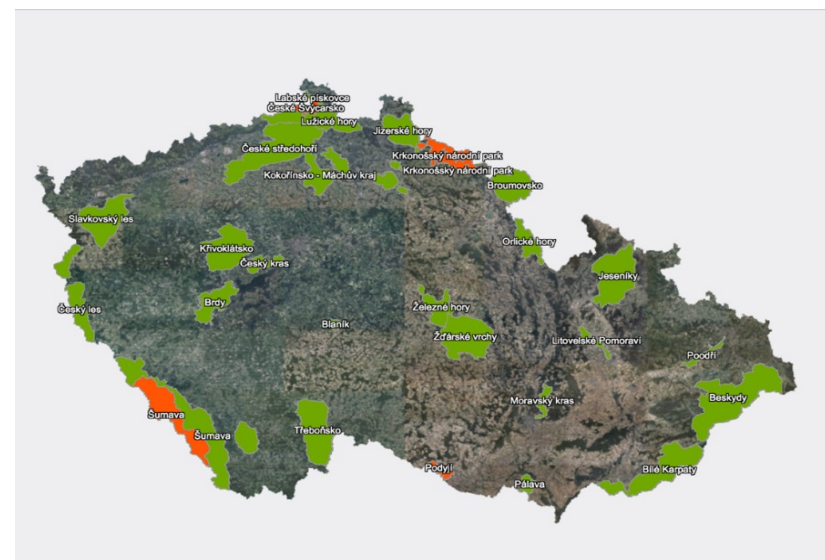 Labské pískovce
České Švýcarsko
Lužické hory
Jizerské hory
České středohoří
Krkonošský národní park
Krkonošský národní park
Kokořínsko - Máchův kraj
Broumovsko
Slavkovský les
Orlické hory
Křivoklátsko
Český kras
Jeseníky
Český les
Brdy
Železné hory
Blaník
Žďárské vrchy
Litovelské Pomoraví
Poodří
Beskydy
Moravský kras
Šumava
Šumava
Třeboňsko
Podyjí
Bílé Karpaty
Pálava